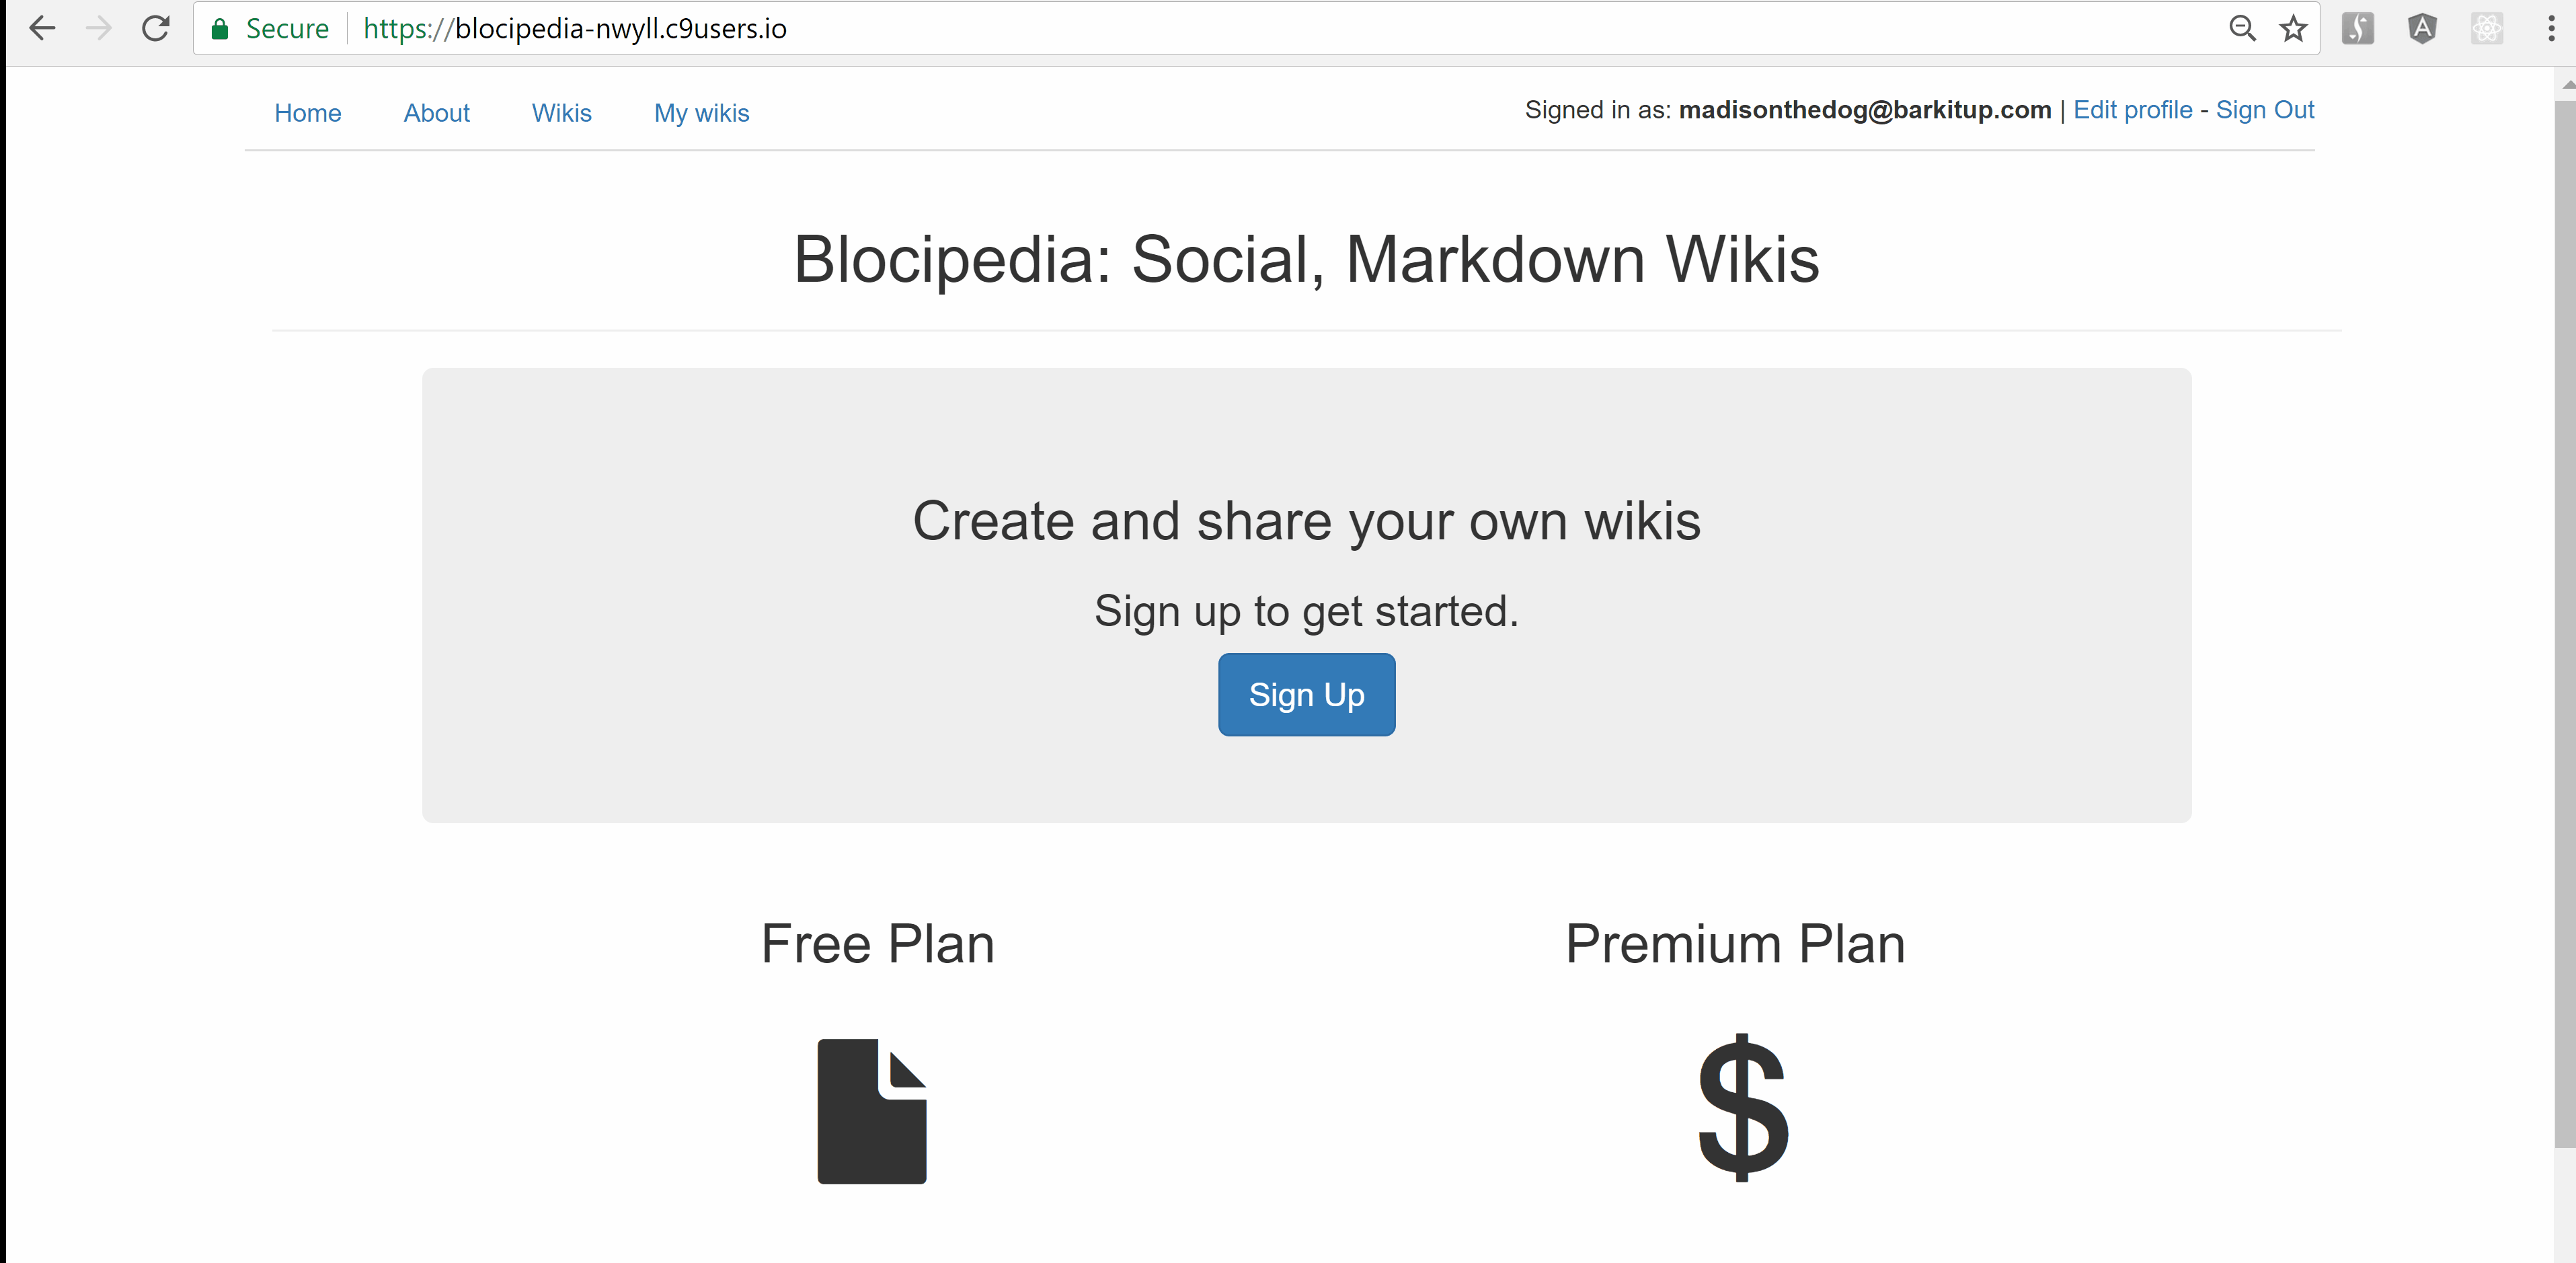 Secure https://blocipedia-nwyll.c9users.io
Home About Wikis My wikis Signed in as: madisonthedog@barkitup.com | Edit profile - Sign Out
Blocipedia: Social, Markdown Wikis
Create and share your own wikis
Sign up to get started.
Sign Up
Free Plan Premium Plan
$